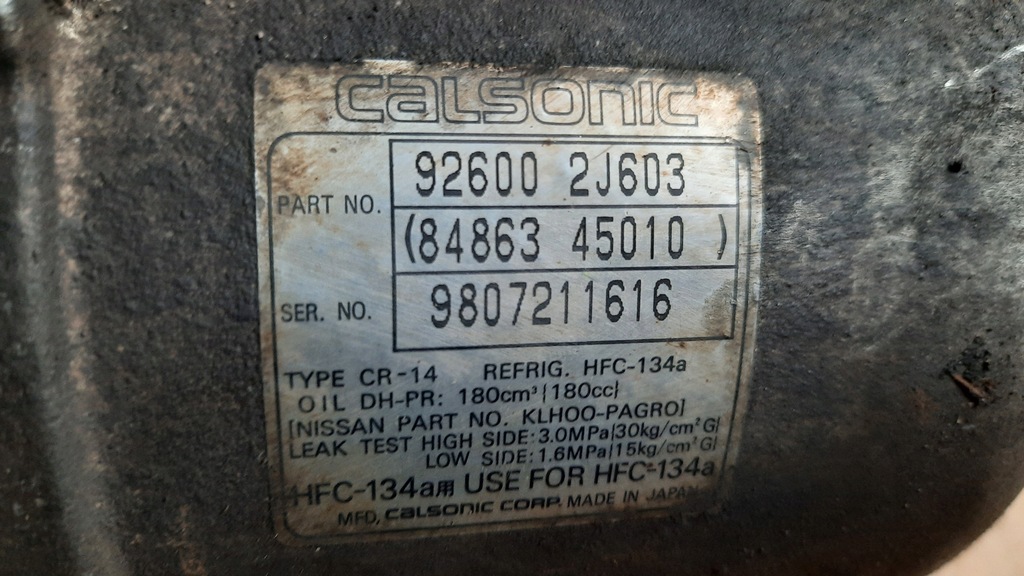 CALSONIC
PART NO. 92600 2J603
(84863 45010 )
SER. NO. 9807211616
TYPE CR-14 REFRIG. HFC-134a
OIL DH-PR: 180cm³(180cc)
[NISSAN PART NO. KLH00-PAGR0]
LEAK TEST HIGH SIDE: 3.0MPa(30kg/cm²G)
LOW SIDE: 1.6MPa(15kg/cm²G)
HFC-134a用 USE FOR HFC-134a
MFD. CALSONIC CORP. MADE IN JAPAN